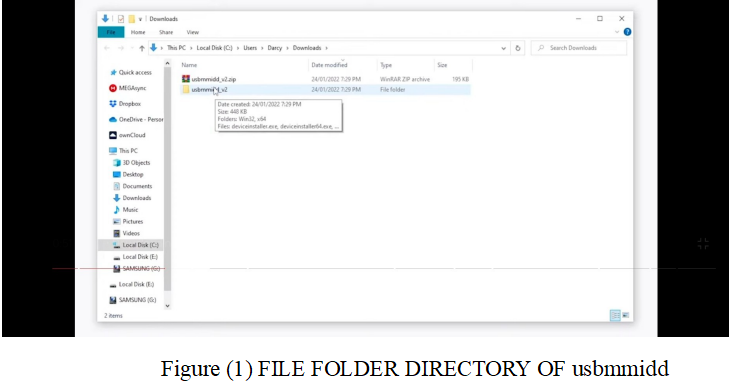 Downloads
File Home Share View
This PC > Local Disk (C:) > Users > Darcy > Downloads >
Search Downloads
Name Date modified Type Size
usbmmidd_v2.zip 24/01/2022 7:29 PM WinRAR ZIP archive 195 KB
usbmmidd_v2 24/01/2022 7:29 PM File folder
Date created: 24/01/2022 7:29 PM
Size: 448 KB
Folders: Win32, x64
Files: deviceinstaller.exe, deviceinstaller64.exe, ...
Quick access
MEGAsync
Dropbox
OneDrive - Person
ownCloud
This PC
3D Objects
Desktop
Documents
Downloads
Music
Pictures
Videos
Local Disk (C:)
Local Disk (E:)
SAMSUNG (G:)
Local Disk (E:)
SAMSUNG (G:)
2 items
Figure (1) FILE FOLDER DIRECTORY OF usbmmidd